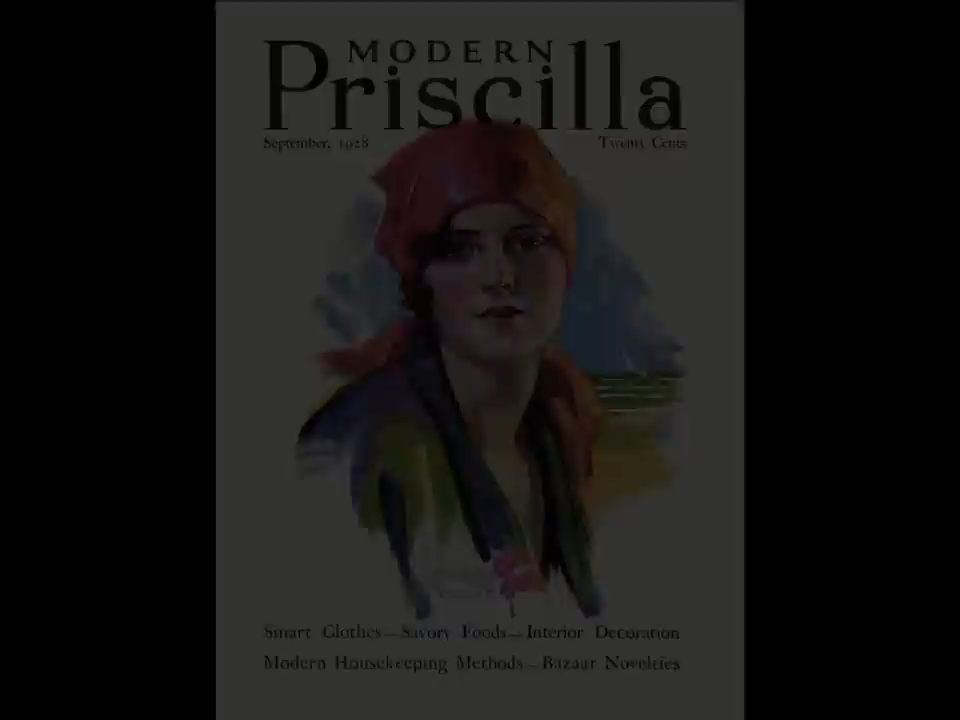 MODERN
Priscilla
September, 1928
Twenty Cents
Smart Clothes—Savory Foods—Interior Decoration
Modern Housekeeping Methods—Bazaar Novelties